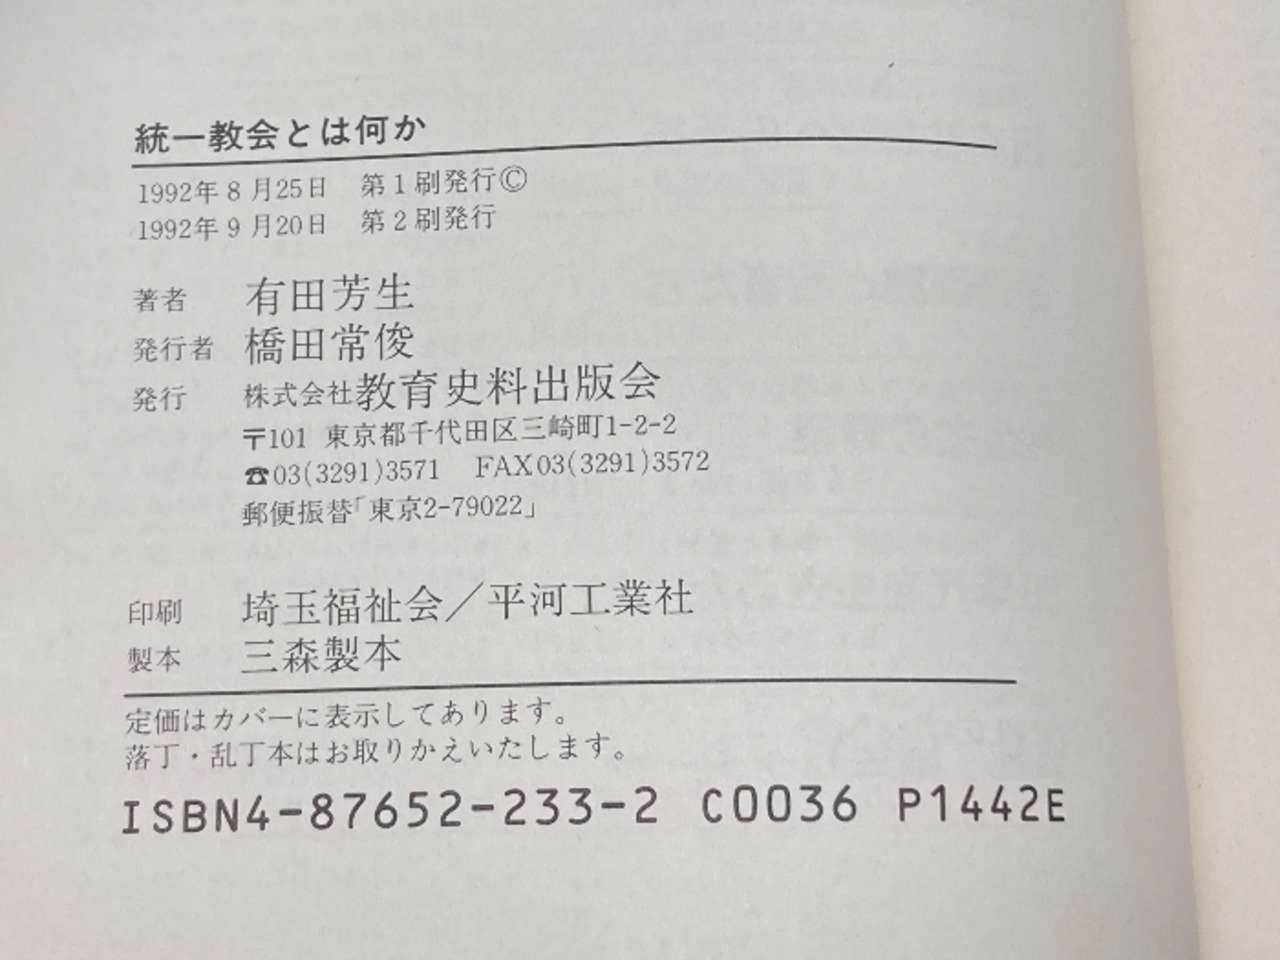 統一教会とは何か
1992年8月25日 第1刷発行©
1992年9月20日 第2刷発行
著者 有田芳生
発行者 橋田常俊
発行 株式会社教育史料出版会
〒101 東京都千代田区三崎町1-2-2
☎03(3291)3571 FAX03(3291)3572
郵便振替「東京2-79022」
印刷 埼玉福祉会／平河工業社
製本 三森製本
定価はカバーに表示してあります。
落丁・乱丁本はお取りかえいたします。
ISBN4-87652-233-2 C0036 P1442E